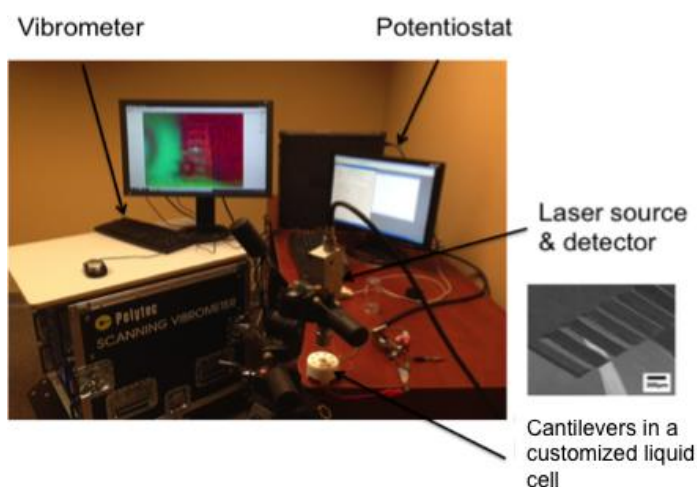 Vibrometer
Potentiostat
Laser source
& detector
Polytec
SCANNING VIBROMETER
Cantilevers in a
customized liquid
cell